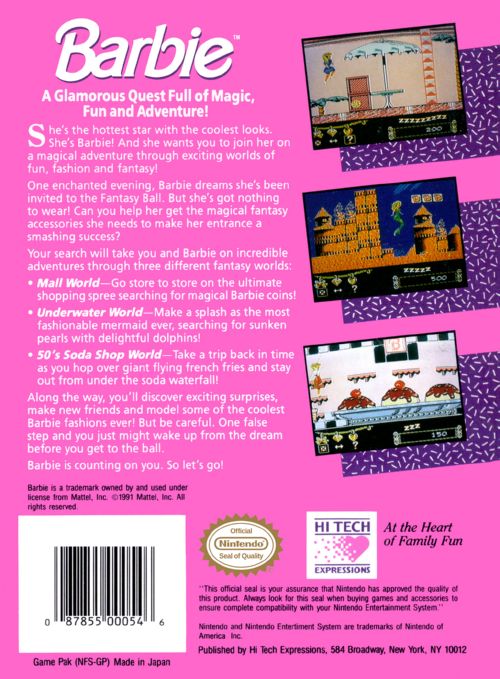 Barbie™
A Glamorous Quest Full of Magic,
Fun and Adventure!
She's the hottest star with the coolest looks.
She's Barbie! And she wants you to join her on
a magical adventure through exciting worlds of
fun, fashion and fantasy!
One enchanted evening, Barbie dreams she's been
invited to the Fantasy Ball. But she's got nothing
to wear! Can you help her get the magical fantasy
accessories she needs to make her entrance a
smashing success?
Your search will take you and Barbie on incredible
adventures through three different fantasy worlds:
• Mall World—Go store to store on the ultimate
shopping spree searching for magical Barbie coins!
• Underwater World—Make a splash as the most
fashionable mermaid ever, searching for sunken
pearls with delightful dolphins!
• 50's Soda Shop World—Take a trip back in time
as you hop over giant flying french fries and stay
out from under the soda waterfall!
Along the way, you'll discover exciting surprises,
make new friends and model some of the coolest
Barbie fashions ever! But be careful. One false
step and you just might wake up from the dream
before you get to the ball.
Barbie is counting on you. So let's go!
ZZZZZ
200
ZZZZZ
500
ZZZ
150
Barbie is a trademark owned by and used under
license from Mattel, Inc. ©1991 Mattel, Inc. All
rights reserved.
0 87855 00054 6
Game Pak (NFS-GP) Made in Japan
Official
Nintendo
Seal of Quality
HI TECH
EXPRESSIONS
At the Heart
of Family Fun
"This official seal is your assurance that Nintendo has approved the quality of
this product. Always look for this seal when buying games and accessories to
ensure complete compatibility with your Nintendo Entertainment System."
Nintendo and Nintendo Entertiment System are trademarks of Nintendo of
America Inc.
Published by Hi Tech Expressions, 584 Broadway, New York, NY 10012